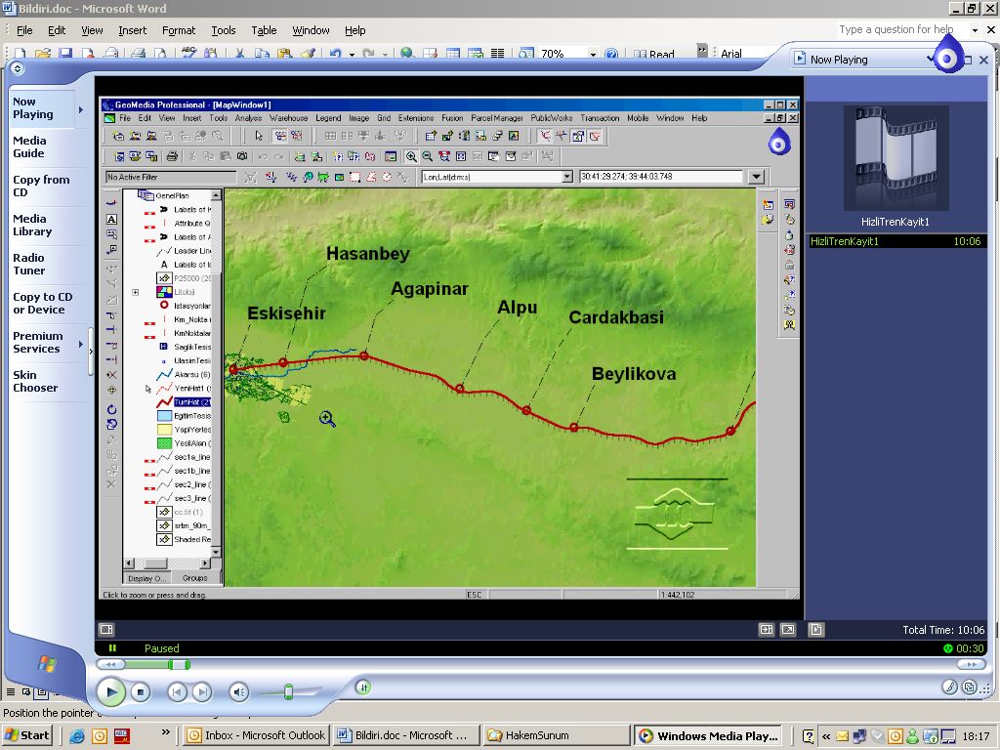 Bildiri.doc - Microsoft Word
File Edit View Insert Format Tools Table Window Help
Type a question for help
70% Read Arial
Now Playing
Now Playing
Media Guide
Copy from CD
Media Library
Radio Tuner
Copy to CD or Device
Premium Services
Skin Chooser
GeoMedia Professional - [MapWindow1]
File Edit View Insert Tools Analysis Warehouse Legend Image Grid Extensions Fusion Parcel Manager PublicWorks Transaction Mobile Window Help
No Active Filter
Lon,Lat(d:m:s)
30:41:29.274; 39:44:03.748
GenelPlan
Labels of
Attribute Q
Labels of A
Leader Line
Labels of Is
P25000 (28
Litoloji
Istasyonlar
Km_Nokta
KmNoktalar
SaglikTesis
UlasimTesis
Akarsu (6)
YeniHat1 (
TumHat (21
EgitimTesis
YapiYerles
YesilAlan (
sec1a_line
sec1b_line
sec2_line (
sec3_line (
cc.tif (1)
srtm_90m_
Shaded Re
Display O... Groups
Hasanbey
Agapinar
Eskisehir
Alpu
Cardakbasi
Beylikova
Click to zoom or press and drag.
ESC
1:442,102
HizliTrenKayit1
HizliTrenKayit1 10:06
Total Time: 10:06
Paused
00:30
Position the pointer
Start
Inbox - Microsoft Outlook
Bildiri.doc - Microsoft ...
HakemSunum
Windows Media Play...
18:17